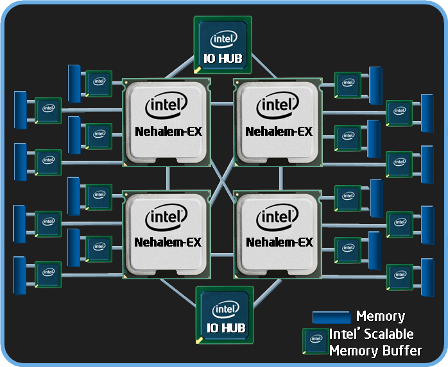 intel
IO HUB
intel
Nehalem-EX
intel
Nehalem-EX
intel
Nehalem-EX
intel
Nehalem-EX
intel
IO HUB
Memory
Intel® Scalable
Memory Buffer